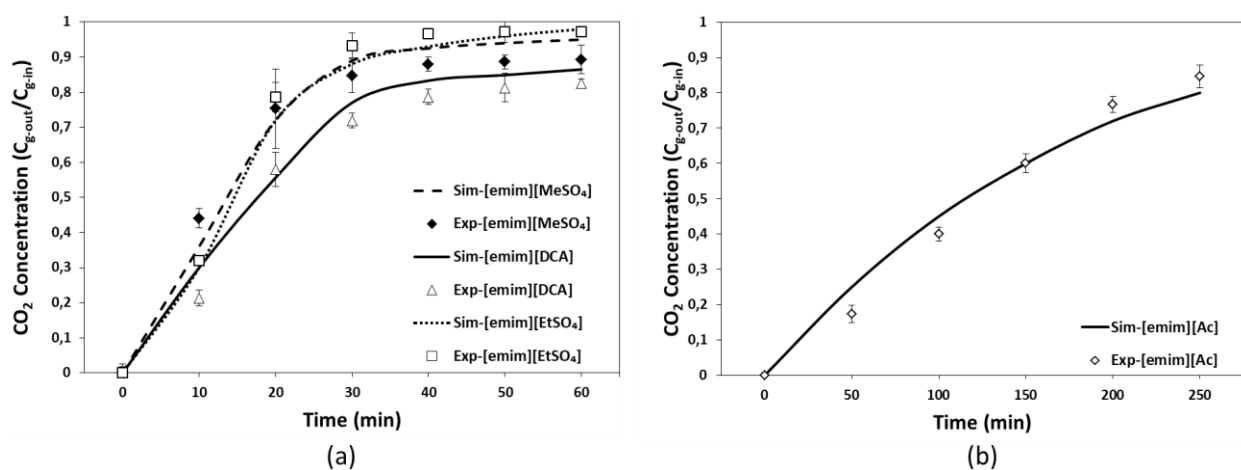 CO₂ Concentration (C_g-out/C_g-in)
1
0,9
0,8
0,7
0,6
0,5
0,4
0,3
0,2
0,1
0
0 10 20 30 40 50 60
Time (min)
Sim-[emim][MeSO₄]
Exp-[emim][MeSO₄]
Sim-[emim][DCA]
Exp-[emim][DCA]
Sim-[emim][EtSO₄]
Exp-[emim][EtSO₄]
(a)
CO₂ Concentration (C_g-out/C_g-in)
1
0,9
0,8
0,7
0,6
0,5
0,4
0,3
0,2
0,1
0
0 50 100 150 200 250
Time (min)
Sim-[emim][Ac]
Exp-[emim][Ac]
(b)